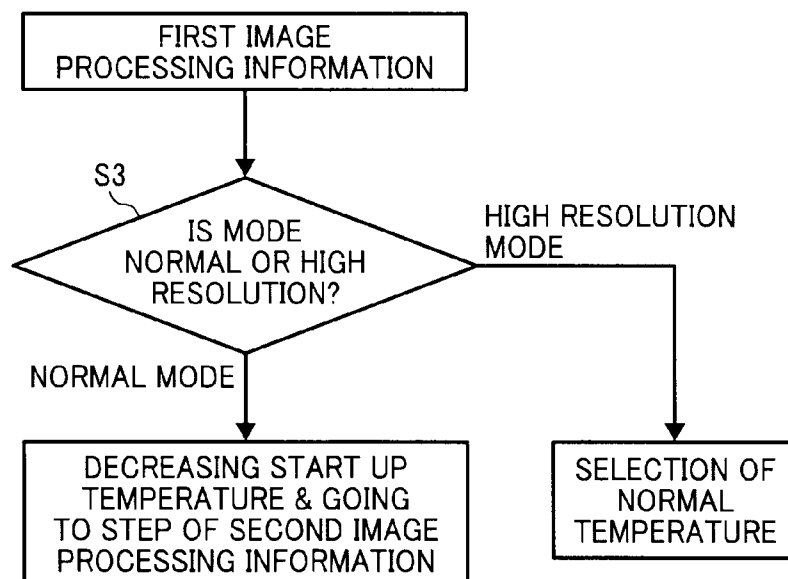 FIRST IMAGE
PROCESSING INFORMATION
S3
IS MODE
NORMAL OR HIGH
RESOLUTION?
HIGH RESOLUTION
MODE
NORMAL MODE
DECREASING START UP
TEMPERATURE & GOING
TO STEP OF SECOND IMAGE
PROCESSING INFORMATION
SELECTION OF
NORMAL
TEMPERATURE